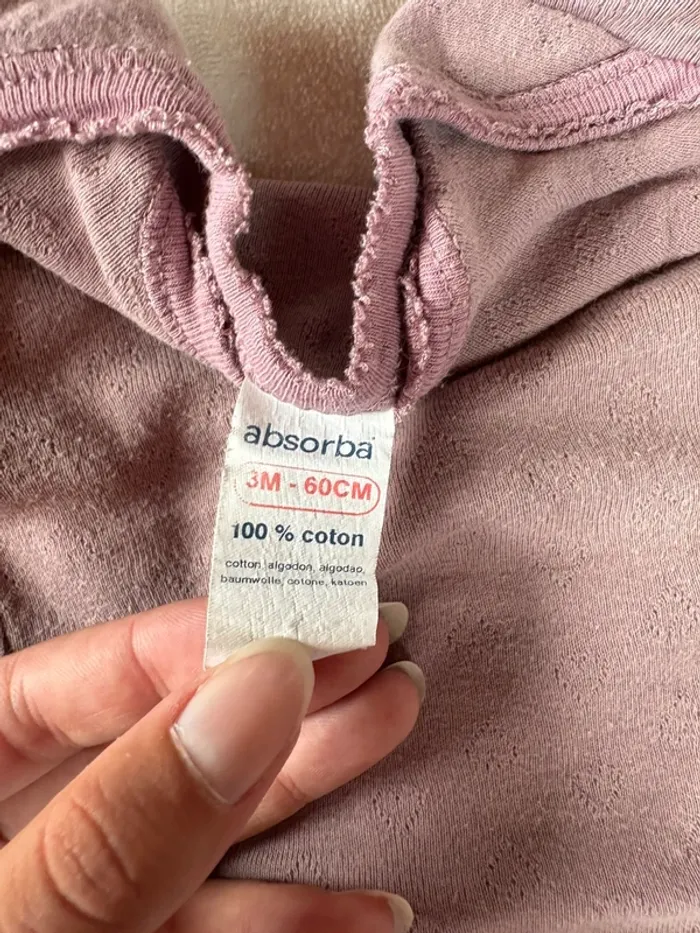 absorba
3M - 60CM
100 % coton
cotton, algodon, algodao,
baumwolle, cotone, katoen